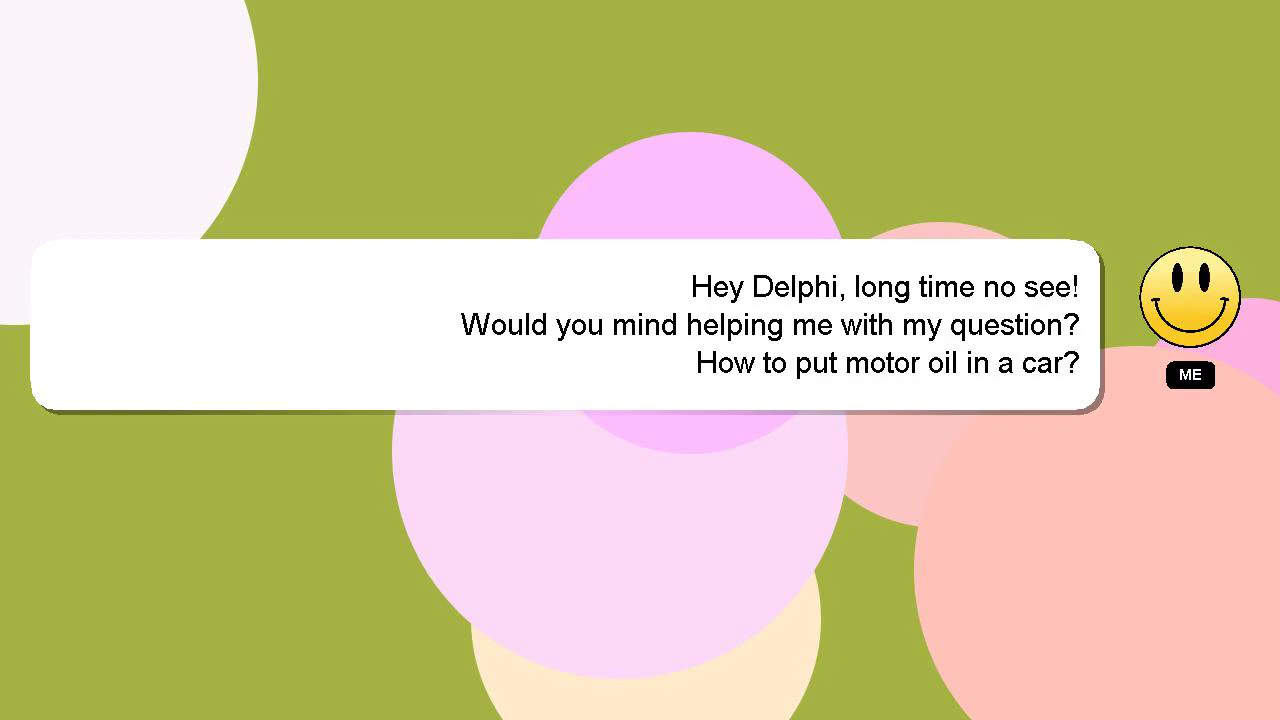 Hey Delphi, long time no see!
Would you mind helping me with my question?
How to put motor oil in a car?
ME